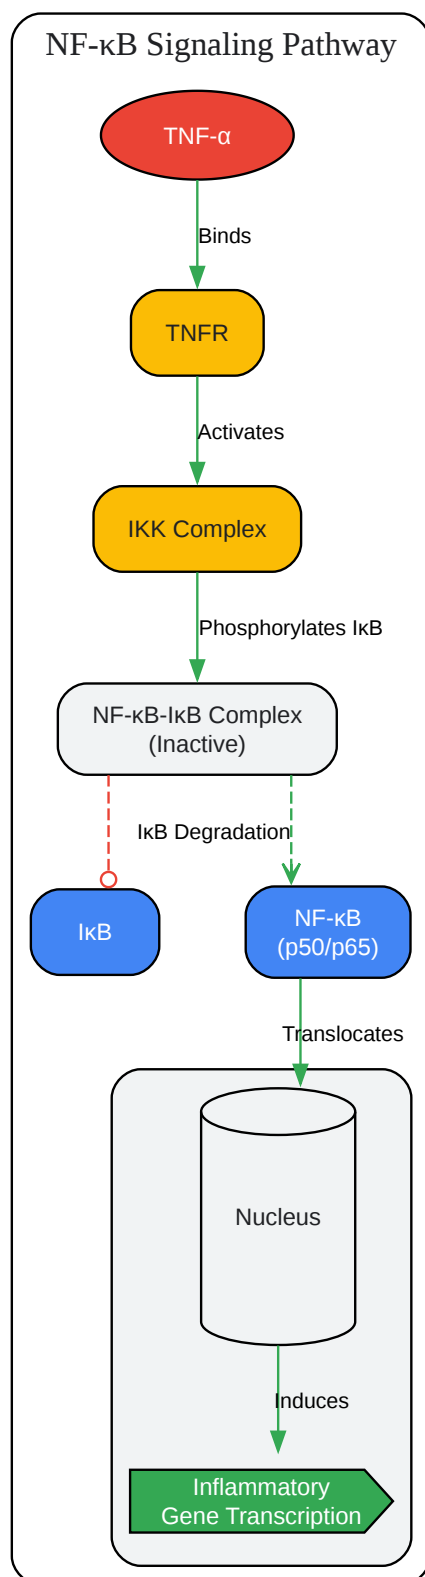 NF-κB Signaling Pathway
TNF-α
Binds
TNFR
Activates
IKK Complex
Phosphorylates IκB
NF-κB-IκB Complex
(Inactive)
IκB Degradation
IκB
NF-κB
(p50/p65)
Translocates
Nucleus
Induces
Inflammatory
Gene Transcription